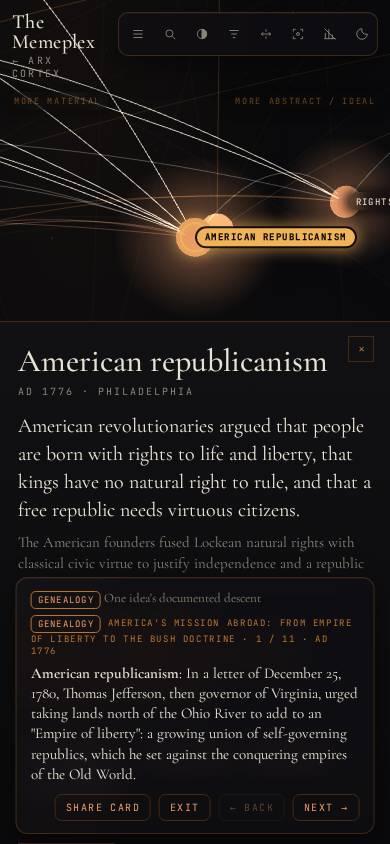 The
Memeplex
← ARX
CORTEX
MORE MATERIAL
MORE ABSTRACT / IDEAL
RIGHTS
AMERICAN REPUBLICANISM
×
American republicanism
AD 1776 · PHILADELPHIA
American revolutionaries argued that people
are born with rights to life and liberty, that
kings have no natural right to rule, and that a
free republic needs virtuous citizens.
The American founders fused Lockean natural rights with
classical civic virtue to justify independence and a republic
GENEALOGY One idea's documented descent
GENEALOGY AMERICA'S MISSION ABROAD: FROM EMPIRE
OF LIBERTY TO THE BUSH DOCTRINE · 1 / 11 · AD
1776
American republicanism: In a letter of December 25,
1780, Thomas Jefferson, then governor of Virginia, urged
taking lands north of the Ohio River to add to an
"Empire of liberty": a growing union of self-governing
republics, which he set against the conquering empires
of the Old World.
SHARE CARD
EXIT
← BACK
NEXT →